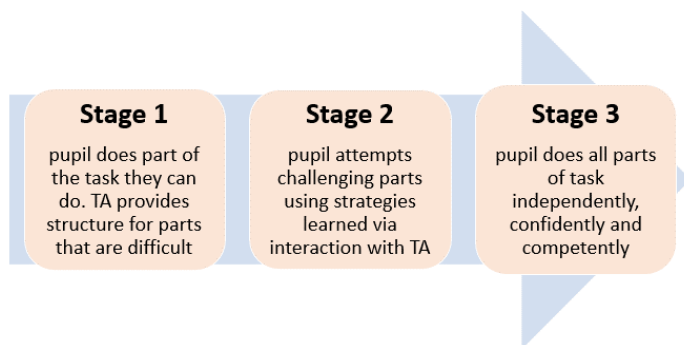 Stage 1
pupil does part of
the task they can
do. TA provides
structure for parts
that are difficult
Stage 2
pupil attempts
challenging parts
using strategies
learned via
interaction with TA
Stage 3
pupil does all parts
of task
independently,
confidently and
competently